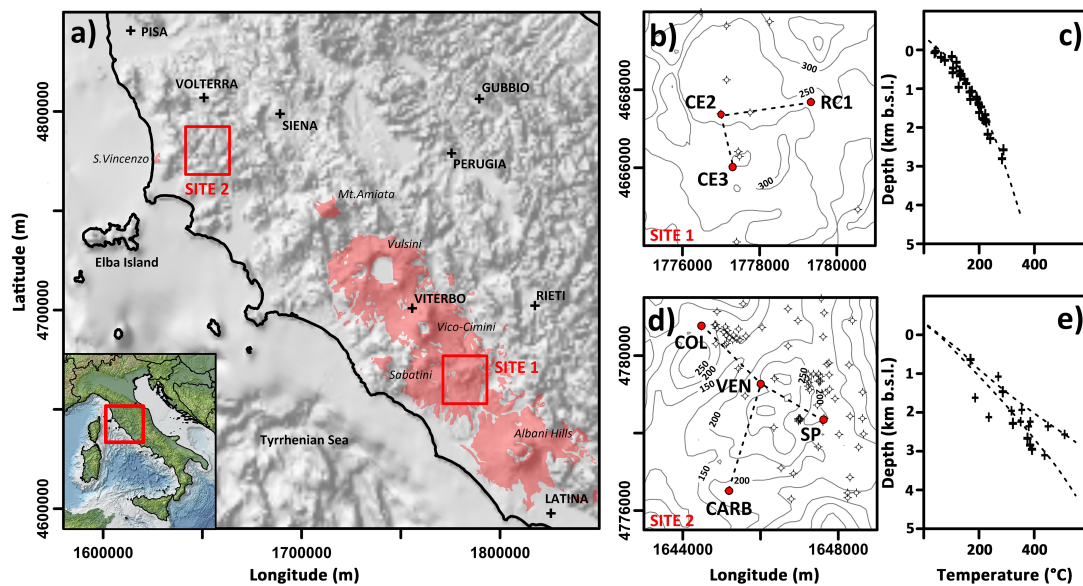 a)
PISA
VOLTERRA
GUBBIO
SIENA
PERUGIA
S.Vincenzo
SITE 2
Mt.Amiata
Elba Island
Vulsini
VITERBO
RIETI
Vico-Cimini
SITE 1
Sabatini
Tyrrhenian Sea
Albani Hills
LATINA
Latitude (m)
4800000
4700000
4600000
1600000
1700000
1800000
Longitude (m)
b)
300
250
CE2
RC1
CE3
300
SITE 1
4668000
4666000
1776000
1778000
1780000
c)
Depth (km b.s.l.)
0
1
2
3
4
5
200
400
d)
COL
250
200
150
VEN
250
200
200
SP
150
200
CARB
SITE 2
4780000
4776000
1644000
1648000
Longitude (m)
e)
Depth (km b.s.l.)
0
1
2
3
4
5
0
200
400
Temperature (°C)